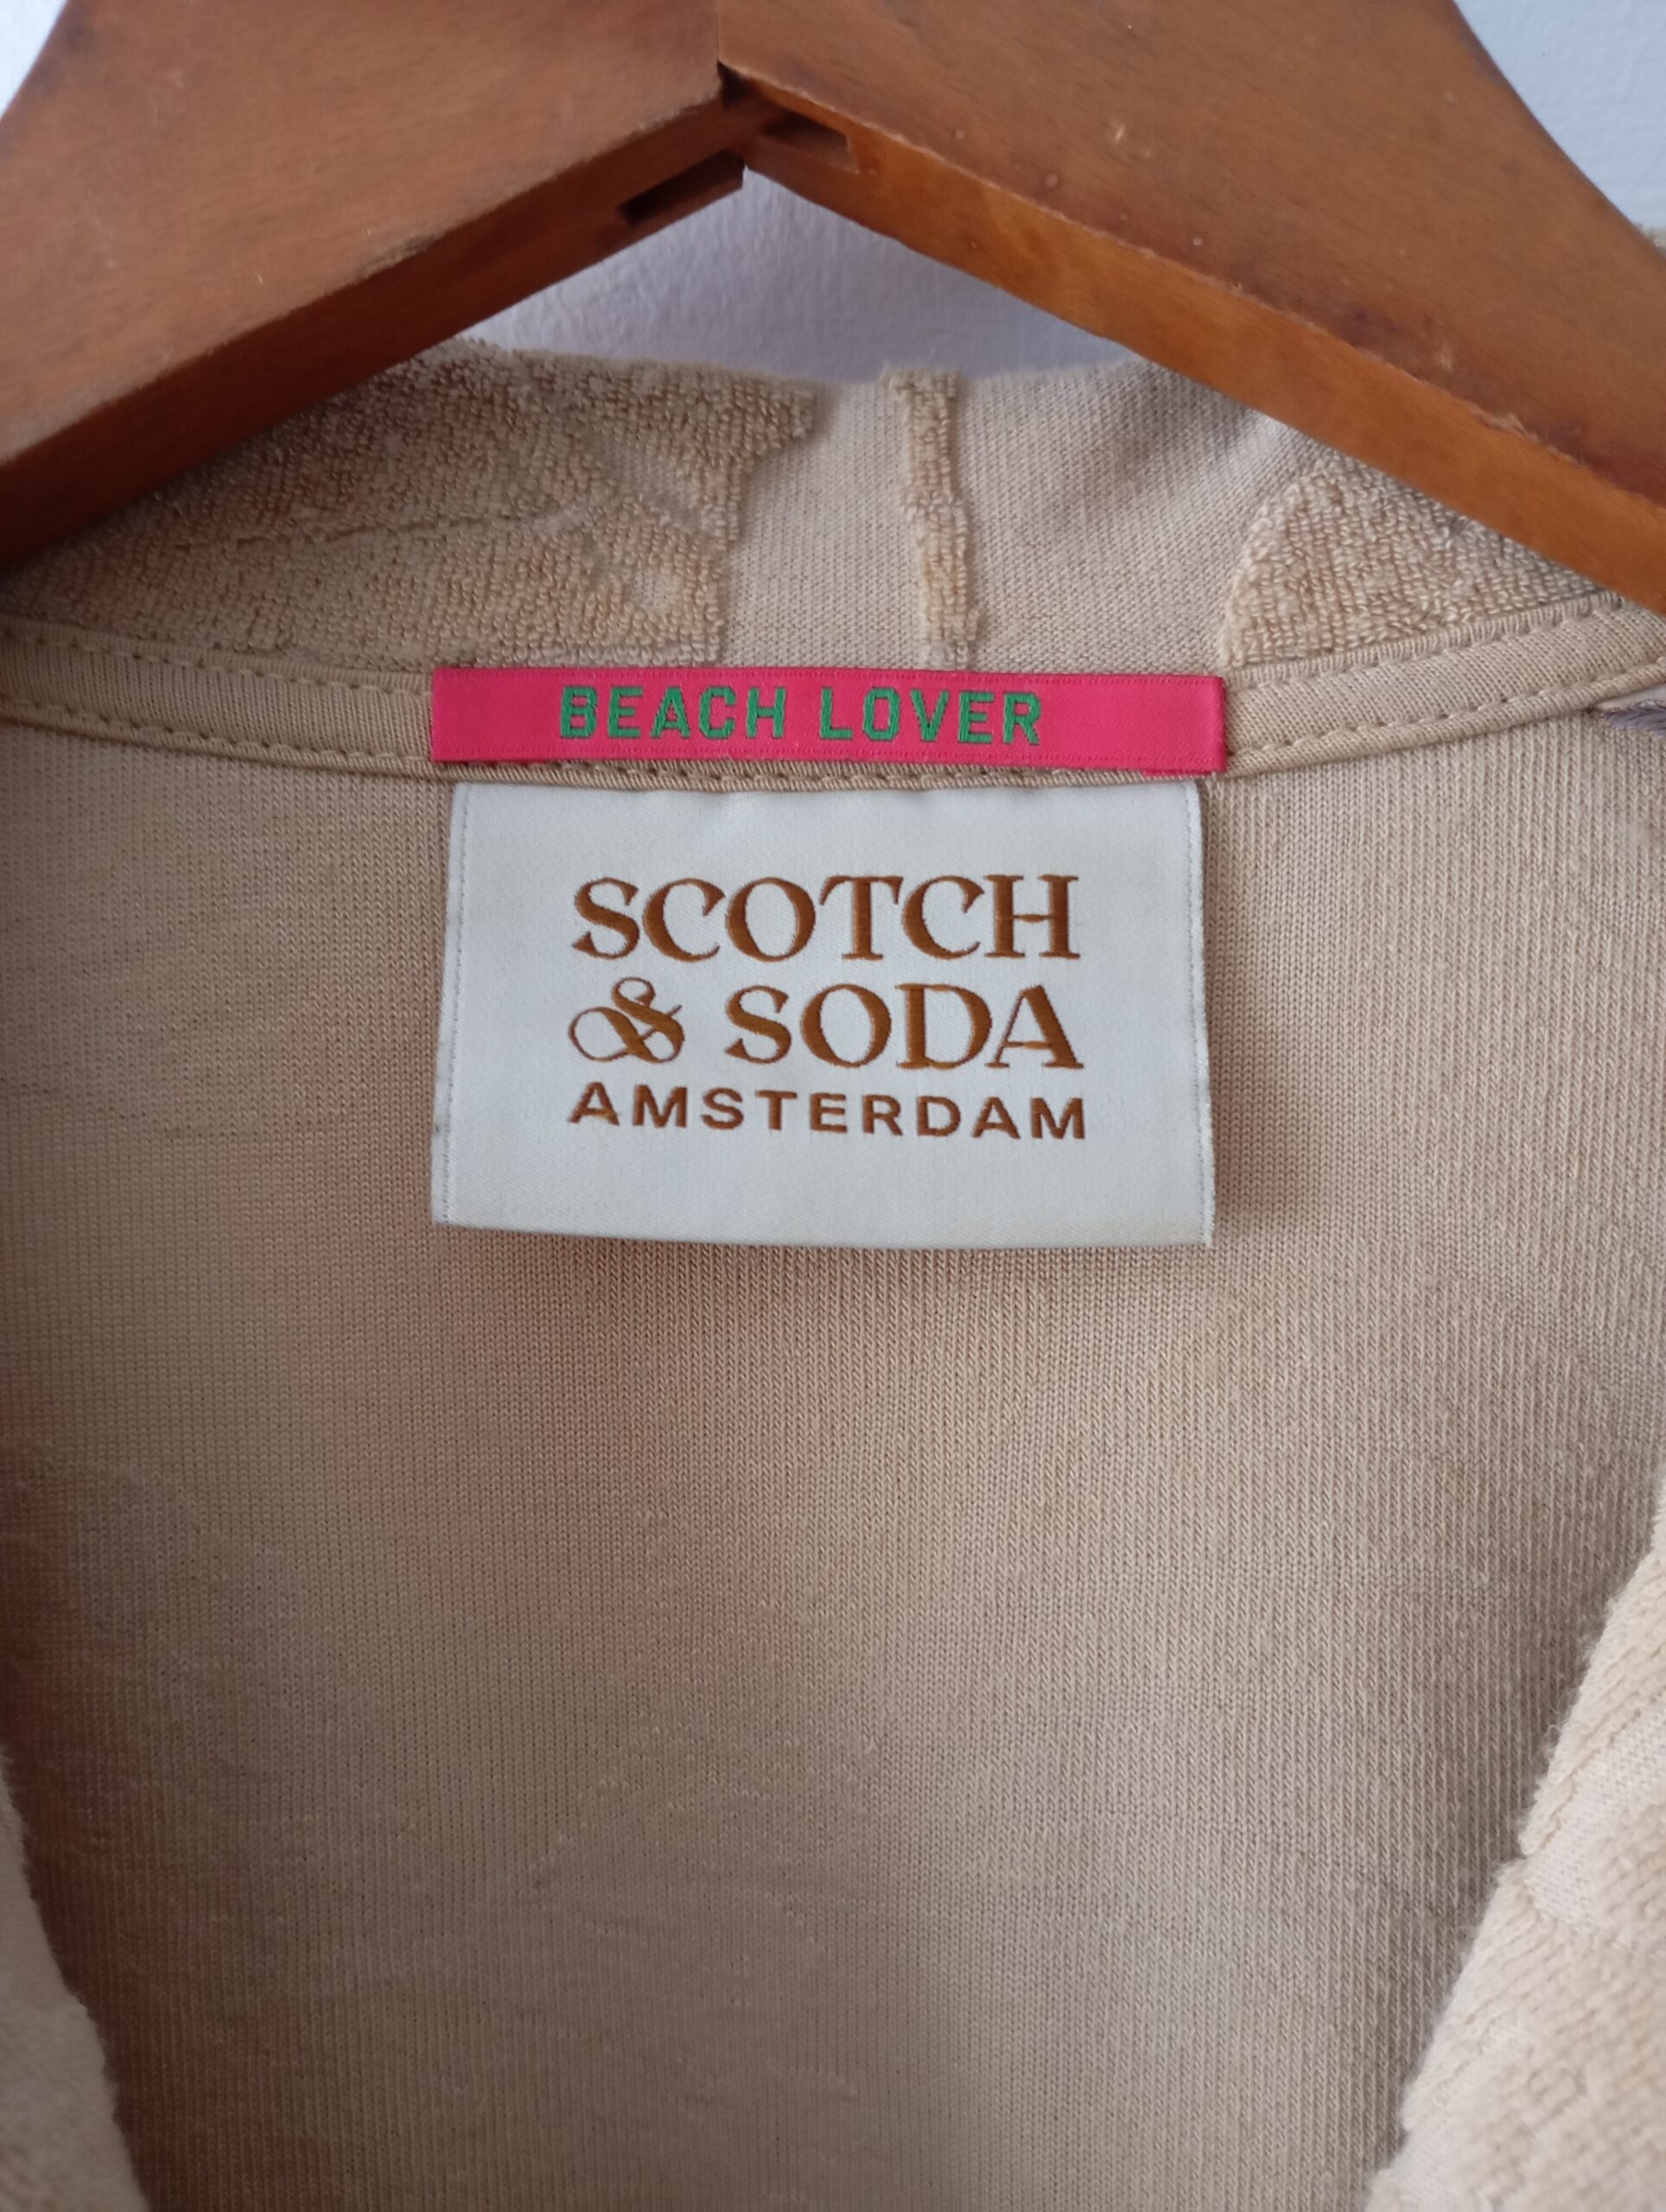 BEACH LOVER
SCOTCH
& SODA
AMSTERDAM